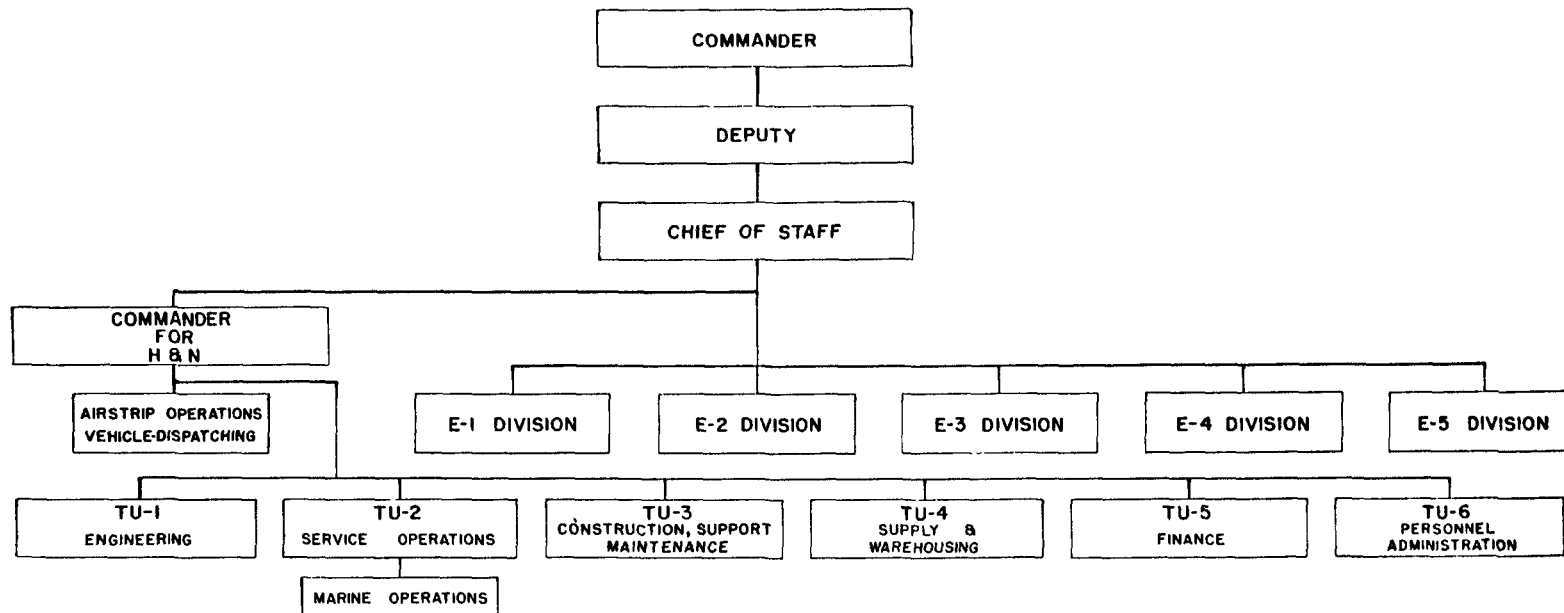 COMMANDER
DEPUTY
CHIEF OF STAFF
COMMANDER
FOR
H & N
AIRSTRIP OPERATIONS
VEHICLE-DISPATCHING
E-1 DIVISION
E-2 DIVISION
E-3 DIVISION
E-4 DIVISION
E-5 DIVISION
TU-1
ENGINEERING
TU-2
SERVICE OPERATIONS
TU-3
CONSTRUCTION, SUPPORT
MAINTENANCE
TU-4
SUPPLY &
WAREHOUSING
TU-5
FINANCE
TU-6
PERSONNEL
ADMINISTRATION
MARINE OPERATIONS